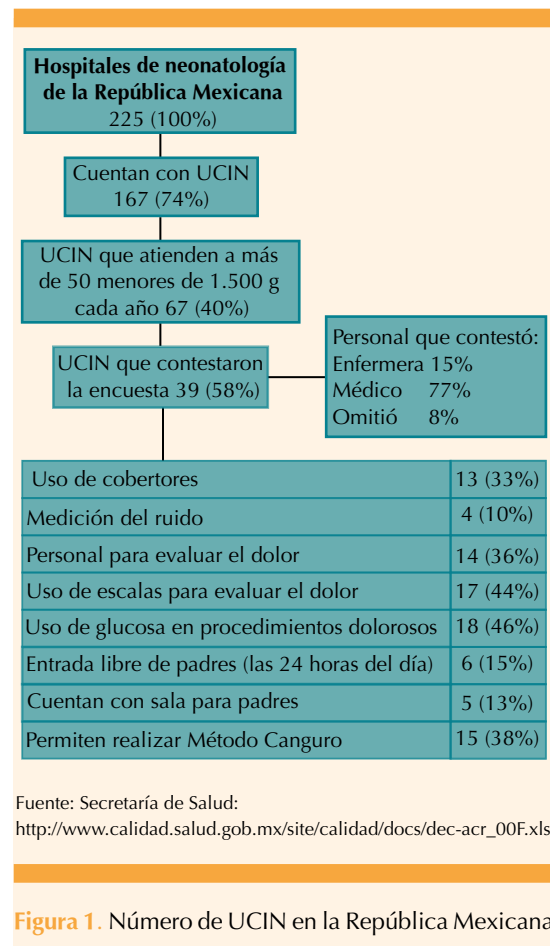 Hospitales de neonatología
de la República Mexicana
225 (100%)
Cuentan con UCIN
167 (74%)
UCIN que atienden a más
de 50 menores de 1.500 g
cada año 67 (40%)
UCIN que contestaron
la encuesta 39 (58%)
Personal que contestó:
Enfermera 15%
Médico 77%
Omitió 8%
Uso de cobertores 13 (33%)
Medición del ruido 4 (10%)
Personal para evaluar el dolor 14 (36%)
Uso de escalas para evaluar el dolor 17 (44%)
Uso de glucosa en procedimientos dolorosos 18 (46%)
Entrada libre de padres (las 24 horas del día) 6 (15%)
Cuentan con sala para padres 5 (13%)
Permiten realizar Método Canguro 15 (38%)
Fuente: Secretaría de Salud:
http://www.calidad.salud.gob.mx/site/calidad/docs/dec-acr_00F.xls
Figura 1. Número de UCIN en la República Mexicana